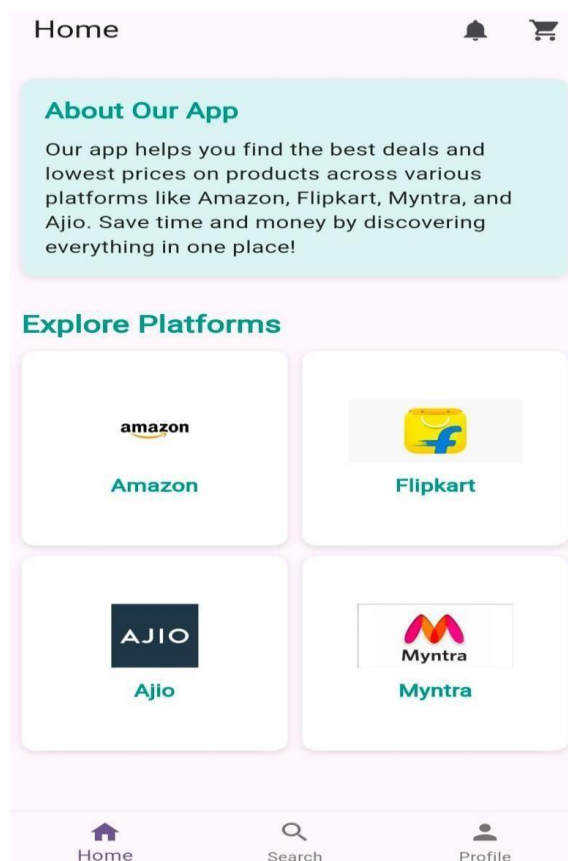 Home
About Our App
Our app helps you find the best deals and
lowest prices on products across various
platforms like Amazon, Flipkart, Myntra, and
Ajio. Save time and money by discovering
everything in one place!
Explore Platforms
amazon
Amazon
Flipkart
AJIO
Ajio
Myntra
Myntra
Home
Search
Profile